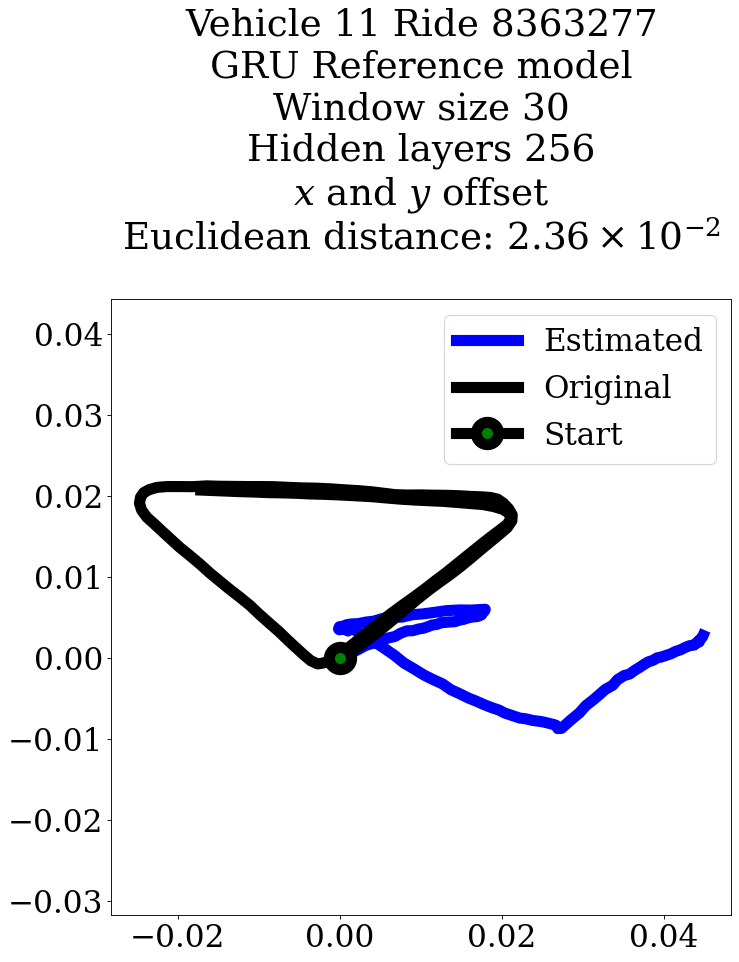 Vehicle 11 Ride 8363277
GRU Reference model
Window size 30
Hidden layers 256
x and y offset
Euclidean distance: 2.36 × 10⁻²
Estimated
Original
Start
0.04
0.03
0.02
0.01
0.00
−0.01
−0.02
−0.03
−0.02 0.00 0.02 0.04